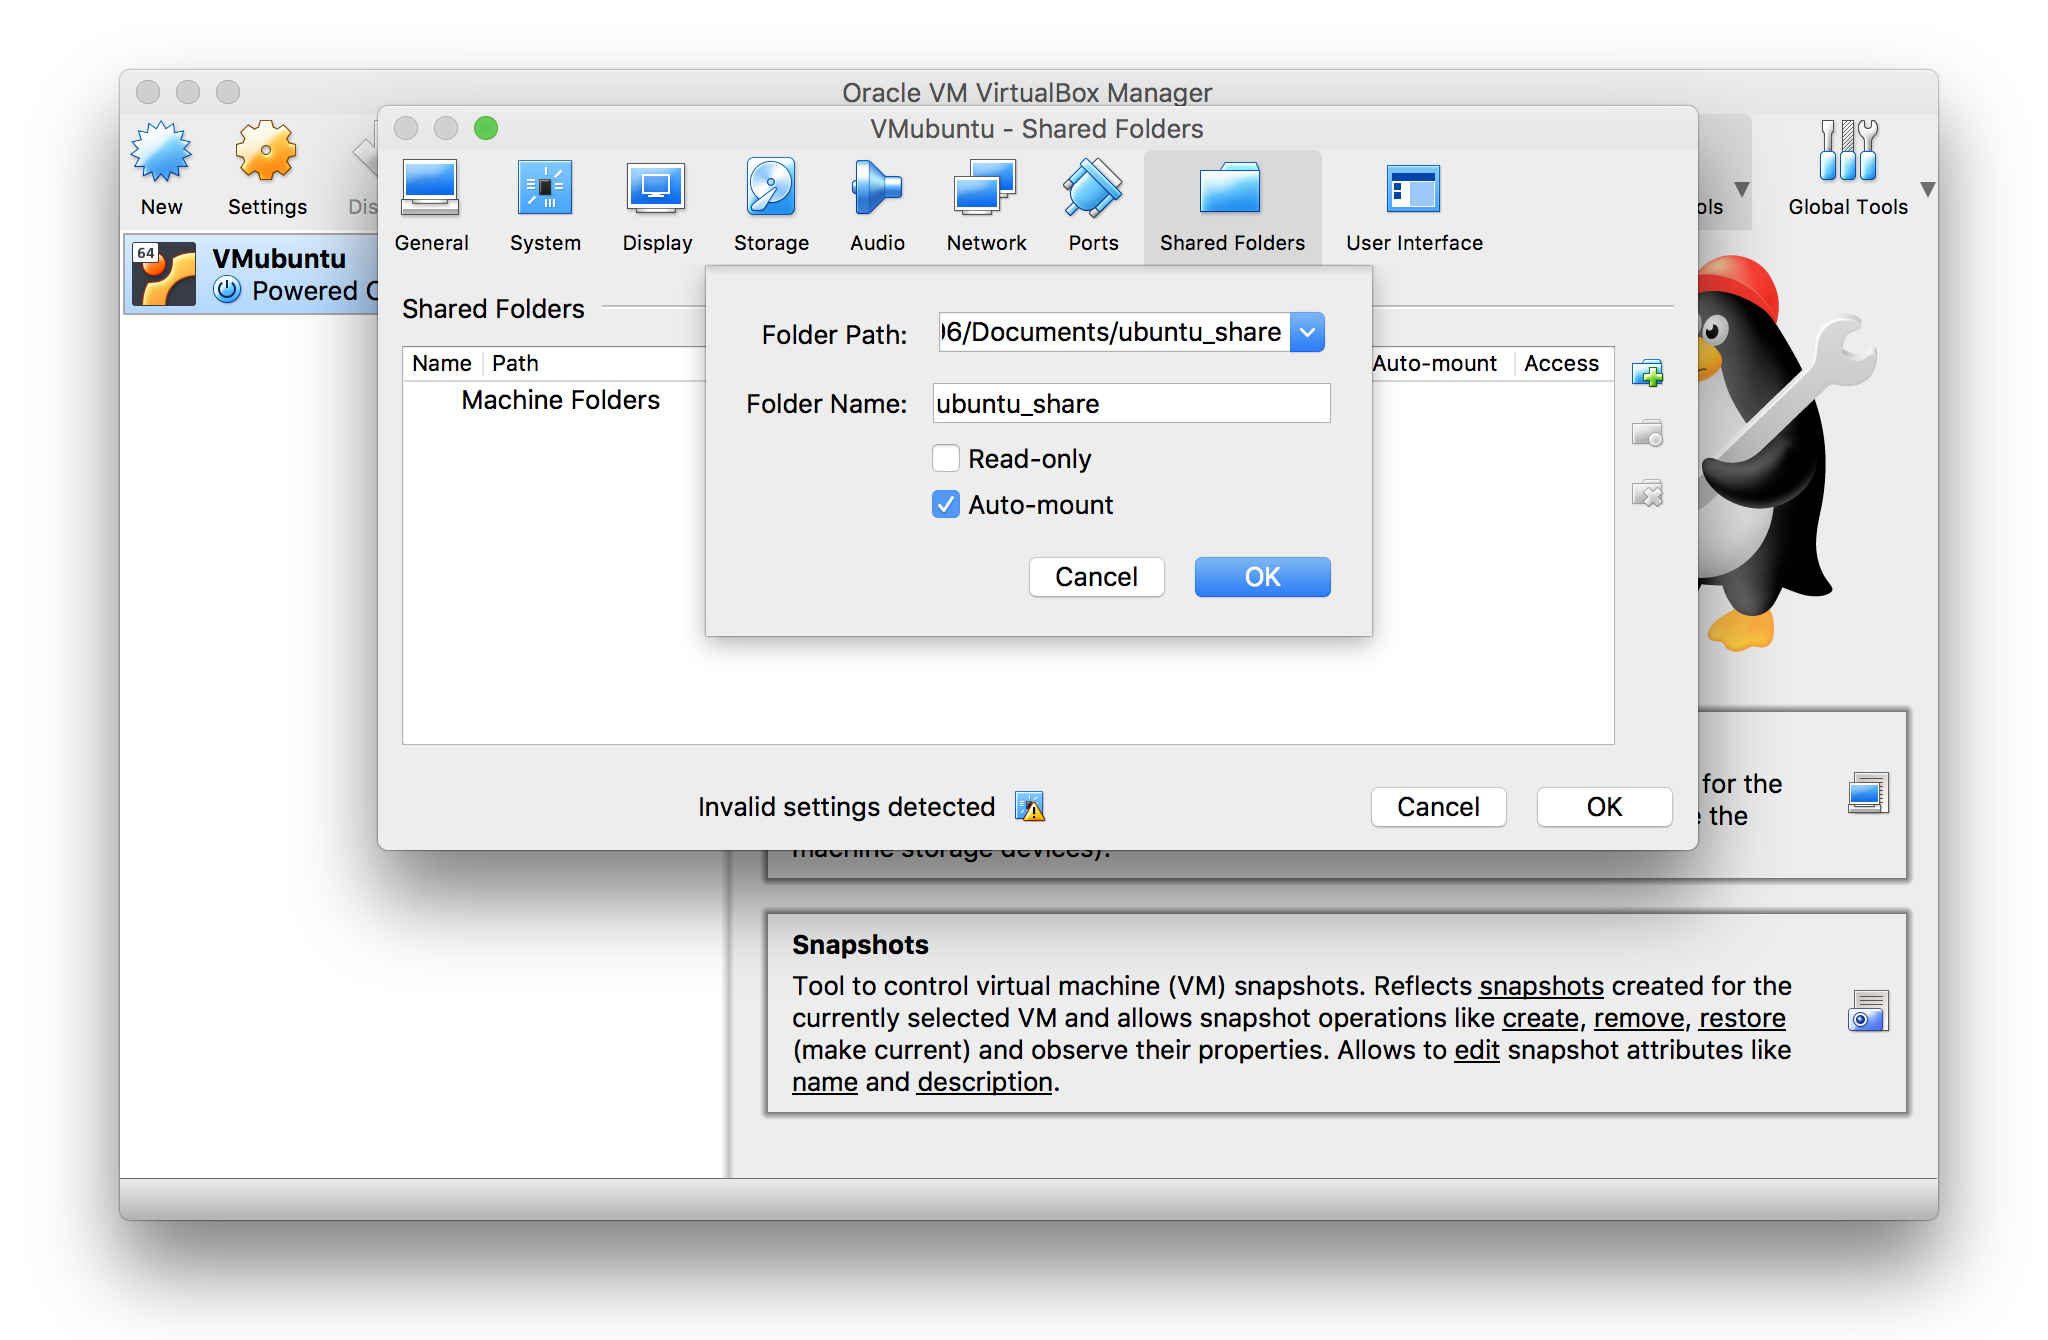 Oracle VM VirtualBox Manager
VMubuntu - Shared Folders
New
Settings
General
System
Display
Storage
Audio
Network
Ports
Shared Folders
User Interface
Global Tools
64
VMubuntu
Powered
Shared Folders
Name
Path
Auto-mount
Access
Machine Folders
Folder Path:
96/Documents/ubuntu_share
Folder Name:
ubuntu_share
Read-only
Auto-mount
Cancel
OK
Invalid settings detected
Cancel
OK
for the
the
machine storage devices).
Snapshots
Tool to control virtual machine (VM) snapshots. Reflects snapshots created for the
currently selected VM and allows snapshot operations like create, remove, restore
(make current) and observe their properties. Allows to edit snapshot attributes like
name and description.